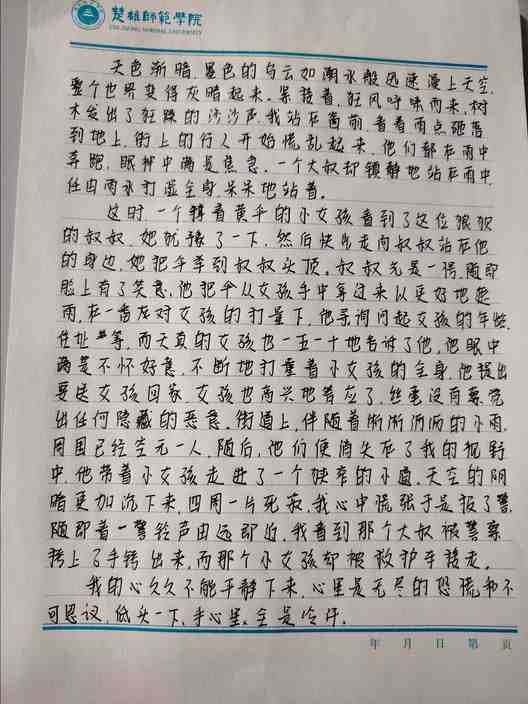 楚雄師範學院
CHUXIONG NORMAL UNIVERSITY
天色渐暗，墨色的乌云如潮水般迅速漫上天空，
整个世界变得灰暗起来。紧接着，狂风呼啸而来，树
木发出了狂躁的沙沙声，我站在窗前，看着雨点砸落
到地上，街上的行人开始慌乱起来，他们都在雨中
奔跑，眼神中满是焦急。一个大叔却镇静地站在雨中，
任由雨水打湿全身，呆呆地站着。
这时，一个撑着黄伞的小女孩看到了这位狼狈
的叔叔，她犹豫了一下，然后快步走向叔叔站在他
的身边，她把伞举到叔叔头顶。叔叔先是一愣，随即
脸上有了笑意，他把伞从女孩手中拿过来以更好地遮
雨，在一番在对女孩的打量下，他寻询问起女孩的年龄，
住址等，而天真的女孩也一五一十地告诉了他，他眼中
满是不怀好意，不断地打量着小女孩的全身，他提出
要送女孩回家，女孩也高兴地答应了，丝毫没有察觉
出任何隐藏的恶意。街道上，伴随着淅淅沥沥的小雨，
周围已经空无一人，随后，他们便消失在了我的视野
中，他带着小女孩走进了一个狭窄的小道。天空的阴
暗更加沉下来，四周一片死寂，我心中慌张于是报了警，
随即着一警铃声由远即近，我看到那个大叔被警察
铐上了手铐出来，而那个小女孩却被救护车接走。
我的心久久不能平静下来，心里是无尽的恐慌和不
可思议，低头一下，手心里，全是冷汗。
年 月 日 第 页